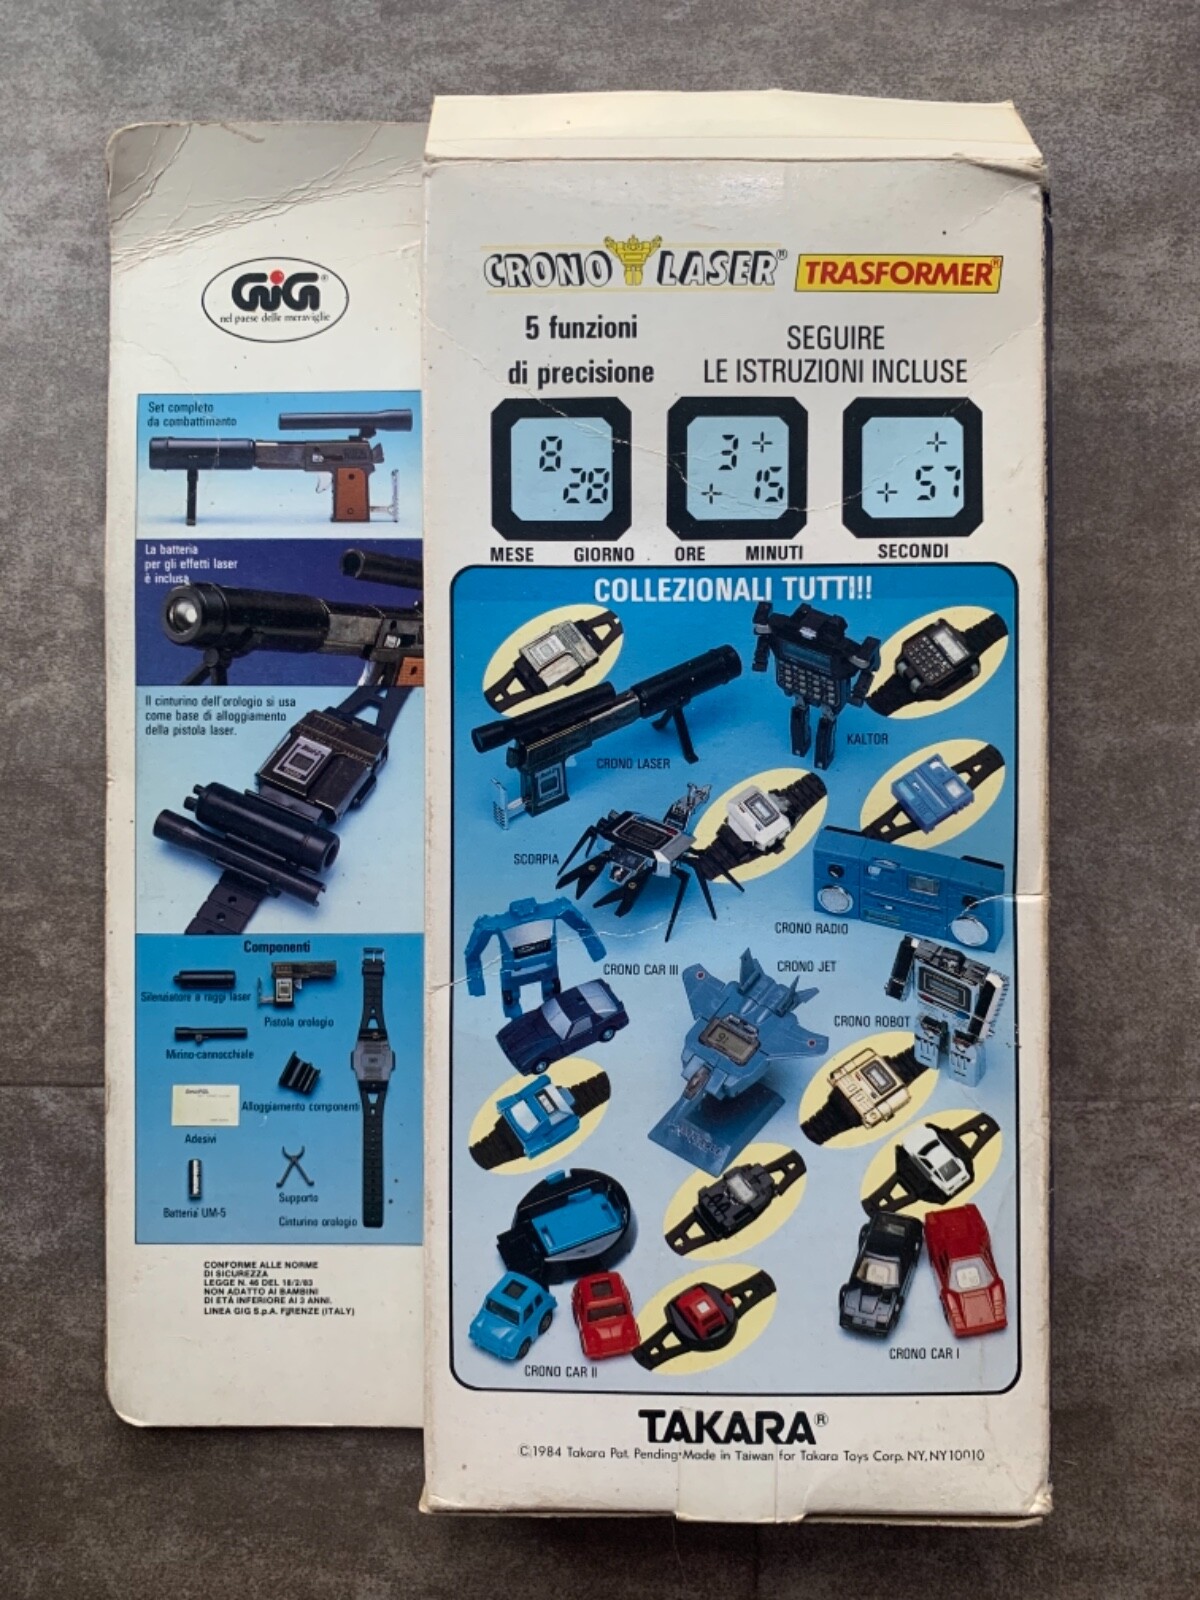 GiG®
nel paese delle meraviglie
Set completo
da combattimento
La batteria
per gli effetti laser
è inclusa
Il cinturino dell'orologio si usa
come base di alloggiamento
della pistola laser.
Componenti
Silenziatore a raggi laser
Pistola orologio
Mirino-cannocchiale
Alloggiamento componenti
Adesivi
Supporto
Batteria UM-5
Cinturino orologio
CONFORME ALLE NORME
DI SICUREZZA
LEGGE N. 46 DEL 18/2/83
NON ADATTO AI BAMBINI
DI ETÀ INFERIORE AI 3 ANNI.
LINEA GIG S.p.A. FIRENZE (ITALY)
CRONO LASER® TRASFORMER®
5 funzioni
di precisione
SEGUIRE
LE ISTRUZIONI INCLUSE
8 28
3 15
57
MESE GIORNO ORE MINUTI SECONDI
COLLEZIONALI TUTTI!!
CRONO LASER
KALTOR
SCORPIA
CRONO RADIO
CRONO CAR III
CRONO JET
CRONO ROBOT
CRONO CAR II
CRONO CAR I
TAKARA®
© 1984 Takara Pat. Pending•Made in Taiwan for Takara Toys Corp. NY, NY 10010